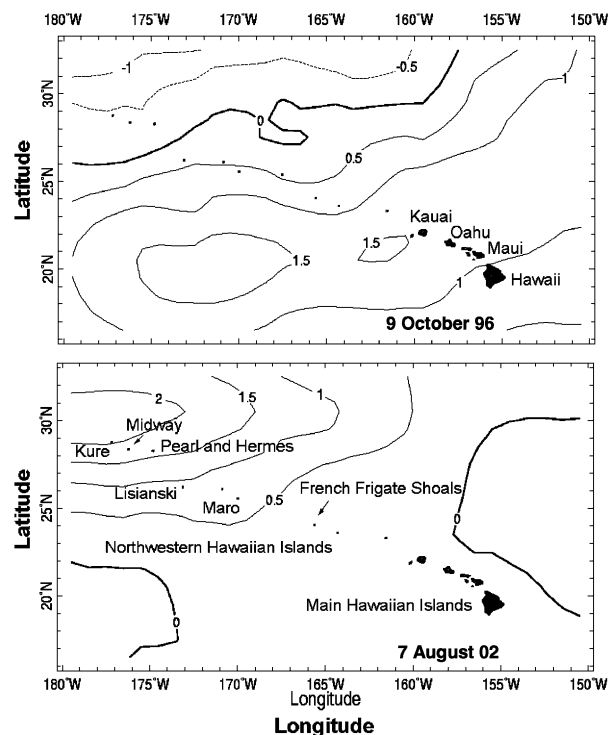 180°W 175°W 170°W 165°W 160°W 155°W 150°W
-1
-0.5
30°N
0
1
0.5
Latitude
25°N
Kauai
Oahu
1.5
Maui
20°N
1.5
Hawaii
1
9 October 96
2
1.5
1
30°N
Midway
Kure
Pearl and Hermes
Lisianski
French Frigate Shoals
Latitude
25°N
Maro
0.5
0
Northwestern Hawaiian Islands
20°N
Main Hawaiian Islands
0
7 August 02
180°W 175°W 170°W 165°W 160°W 155°W 150°W
Longitude
Longitude